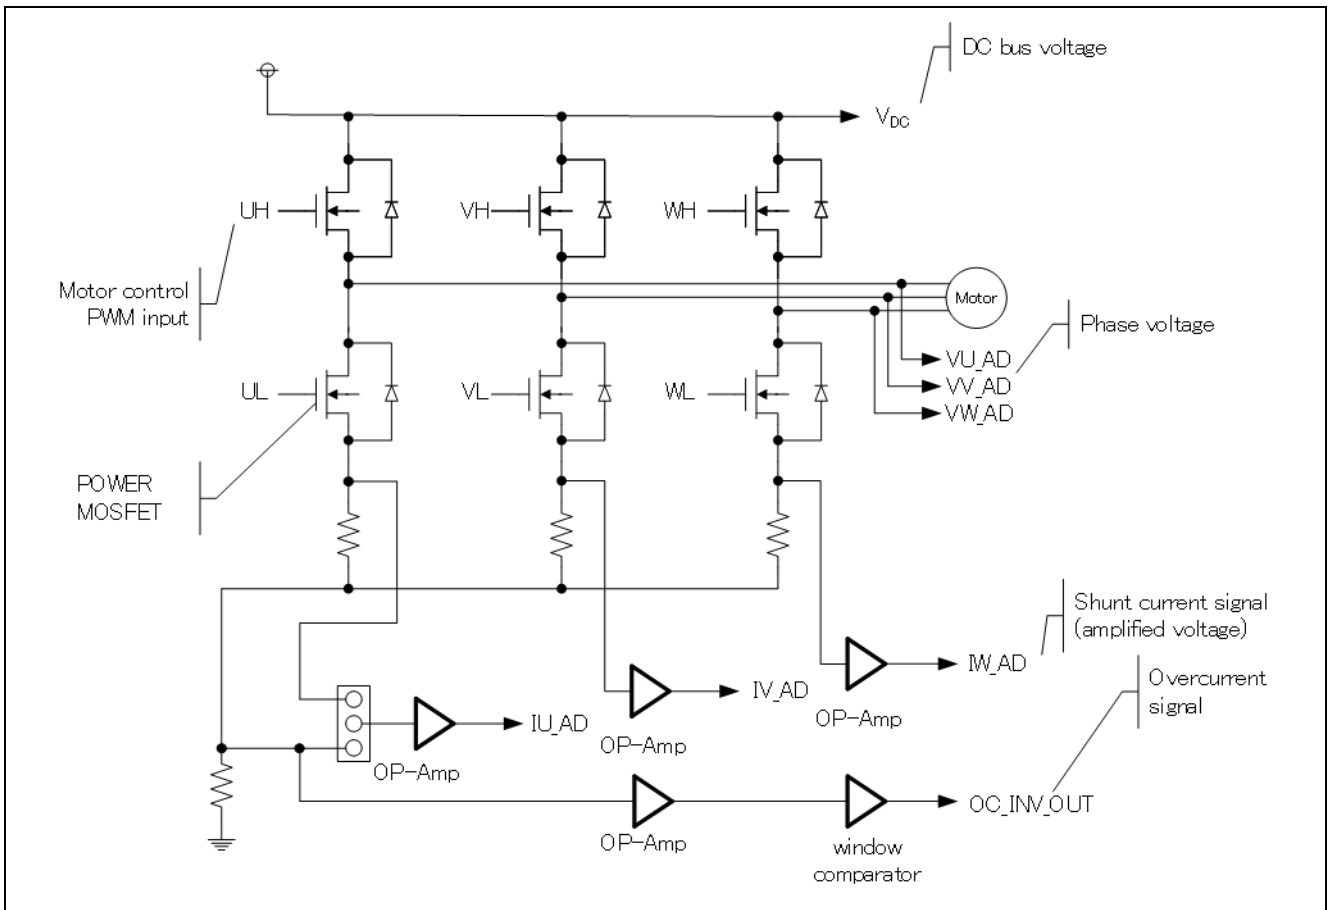 DC bus voltage
VDC
UH
VH
WH
Motor control
PWM input
Motor
Phase voltage
VU_AD
VV_AD
VW_AD
UL
VL
WL
POWER
MOSFET
Shunt current signal
(amplified voltage)
IW_AD
OP-Amp
Overcurrent
signal
IV_AD
OP-Amp
IU_AD
OP-Amp
OC_INV_OUT
OP-Amp
window
comparator